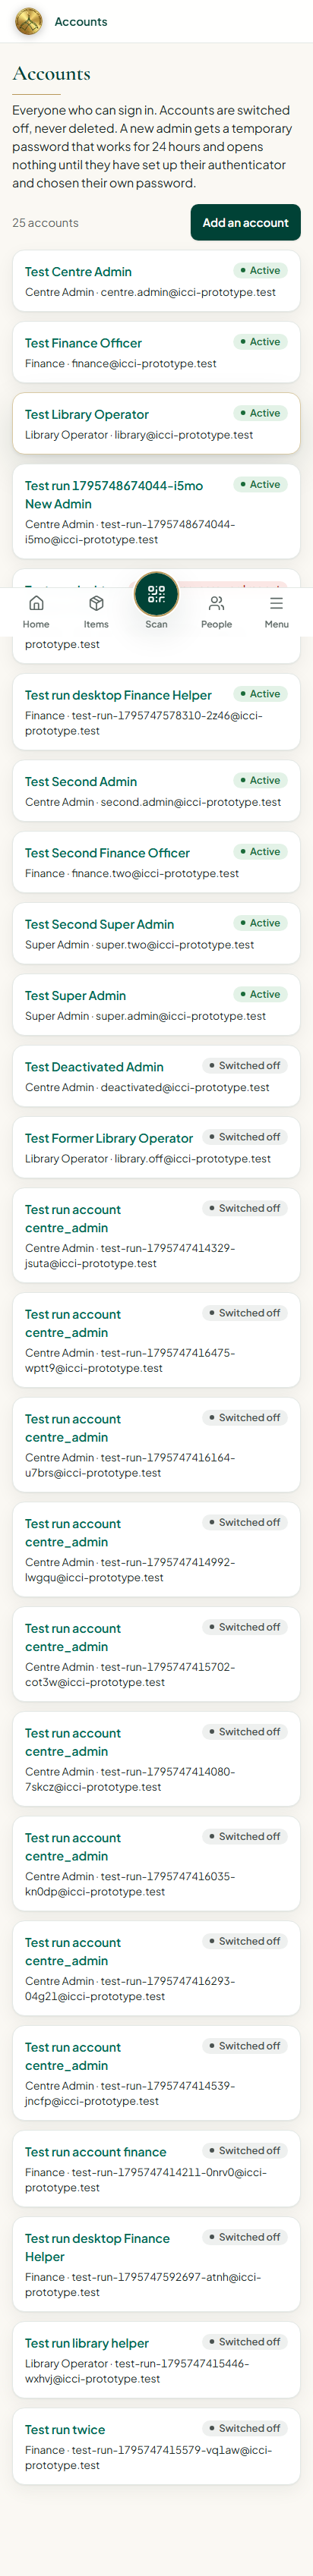 Accounts
Accounts
Everyone who can sign in. Accounts are switched
off, never deleted. A new admin gets a temporary
password that works for 24 hours and opens
nothing until they have set up their authenticator
and chosen their own password.
25 accounts
Add an account
Test Centre Admin
Active
Centre Admin · centre.admin@icci-prototype.test
Test Finance Officer
Active
Finance · finance@icci-prototype.test
Test Library Operator
Active
Library Operator · library@icci-prototype.test
Test run 1795748674044-i5mo
New Admin
Active
Centre Admin · test-run-1795748674044-
i5mo@icci-prototype.test
Home
Items
Scan
People
Menu
prototype.test
Test run desktop Finance Helper
Active
Finance · test-run-1795747578310-2z46@icci-
prototype.test
Test Second Admin
Active
Centre Admin · second.admin@icci-prototype.test
Test Second Finance Officer
Active
Finance · finance.two@icci-prototype.test
Test Second Super Admin
Active
Super Admin · super.two@icci-prototype.test
Test Super Admin
Active
Super Admin · super.admin@icci-prototype.test
Test Deactivated Admin
Switched off
Centre Admin · deactivated@icci-prototype.test
Test Former Library Operator
Switched off
Library Operator · library.off@icci-prototype.test
Test run account
centre_admin
Switched off
Centre Admin · test-run-1795747414329-
jsuta@icci-prototype.test
Test run account
centre_admin
Switched off
Centre Admin · test-run-1795747416475-
wptt9@icci-prototype.test
Test run account
centre_admin
Switched off
Centre Admin · test-run-1795747416164-
u7brs@icci-prototype.test
Test run account
centre_admin
Switched off
Centre Admin · test-run-1795747414992-
lwgqu@icci-prototype.test
Test run account
centre_admin
Switched off
Centre Admin · test-run-1795747415702-
cot3w@icci-prototype.test
Test run account
centre_admin
Switched off
Centre Admin · test-run-1795747414080-
7skcz@icci-prototype.test
Test run account
centre_admin
Switched off
Centre Admin · test-run-1795747416035-
kn0dp@icci-prototype.test
Test run account
centre_admin
Switched off
Centre Admin · test-run-1795747416293-
04g21@icci-prototype.test
Test run account
centre_admin
Switched off
Centre Admin · test-run-1795747414539-
jncfp@icci-prototype.test
Test run account finance
Switched off
Finance · test-run-1795747414211-0nrv0@icci-
prototype.test
Test run desktop Finance
Helper
Switched off
Finance · test-run-1795747592697-atnh@icci-
prototype.test
Test run library helper
Switched off
Library Operator · test-run-1795747415446-
wxhvj@icci-prototype.test
Test run twice
Switched off
Finance · test-run-1795747415579-vq1aw@icci-
prototype.test